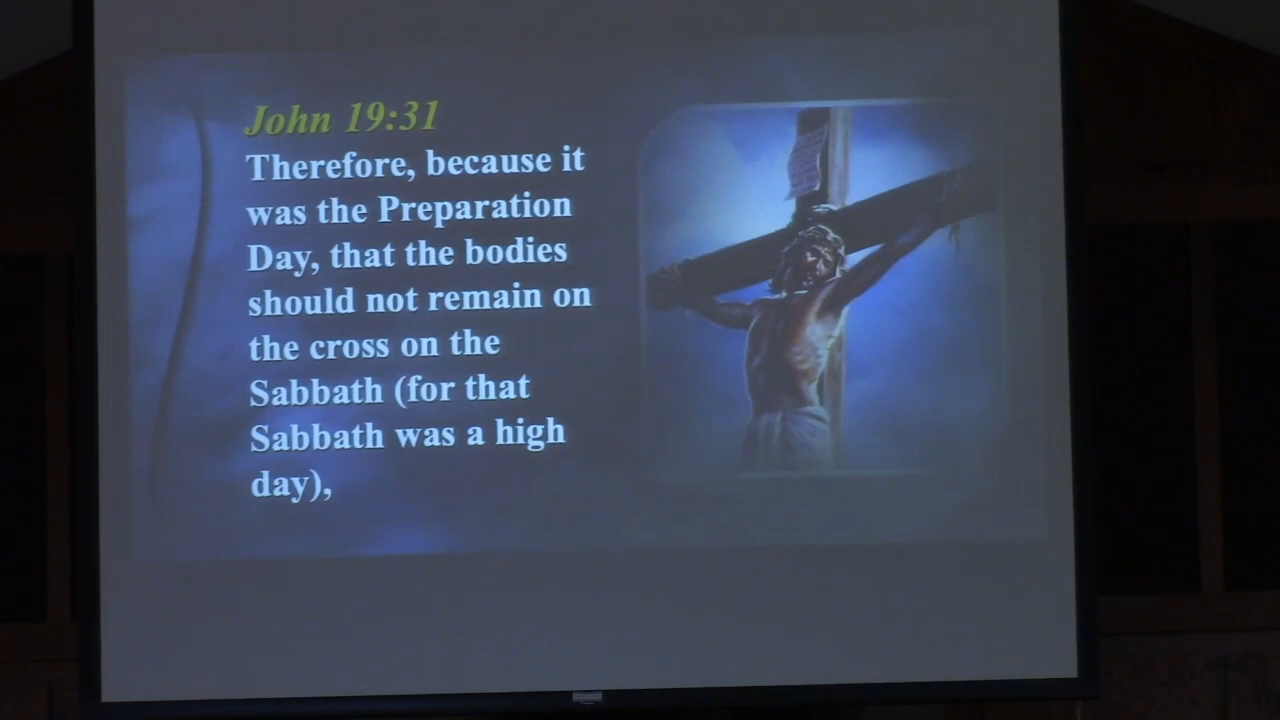 John 19:31
Therefore, because it
was the Preparation
Day, that the bodies
should not remain on
the cross on the
Sabbath (for that
Sabbath was a high
day),